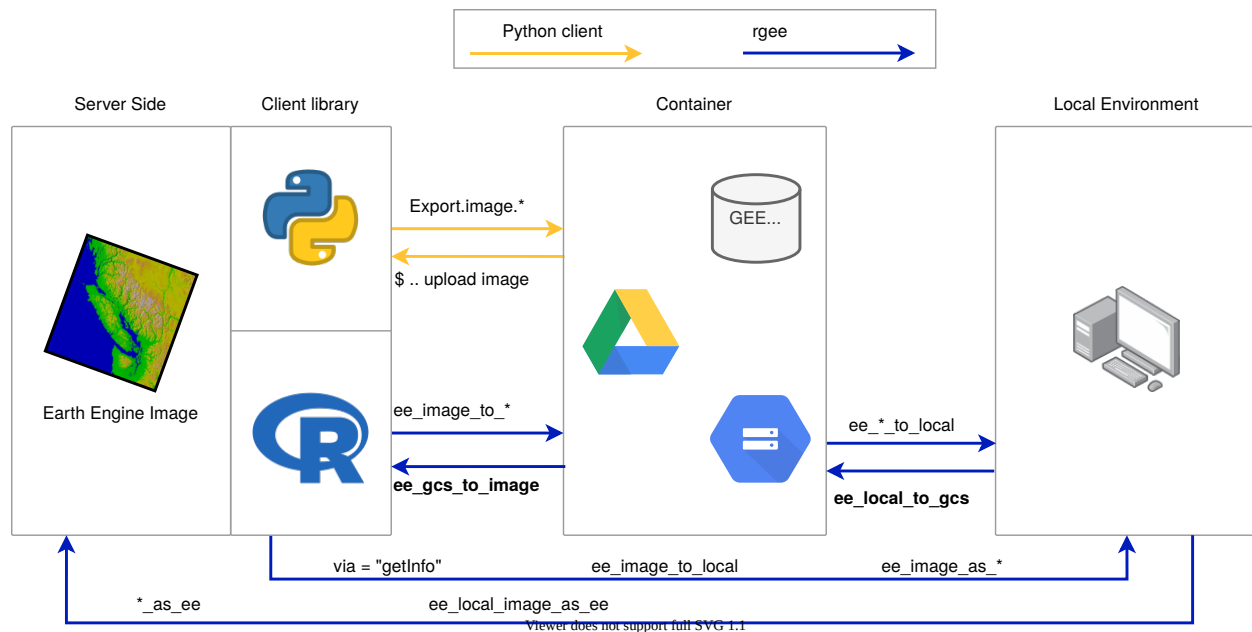 Python client
rgee
Server Side
Client library
Container
Local Environment
Export.image.*
GEE...
$ .. upload image
Earth Engine Image
ee_image_to_*
ee_gcs_to_image
ee_*_to_local
ee_local_to_gcs
via = "getInfo"
ee_image_to_local
ee_image_as_*
*_as_ee
ee_local_image_as_ee
Viewer does not support full SVG 1.1